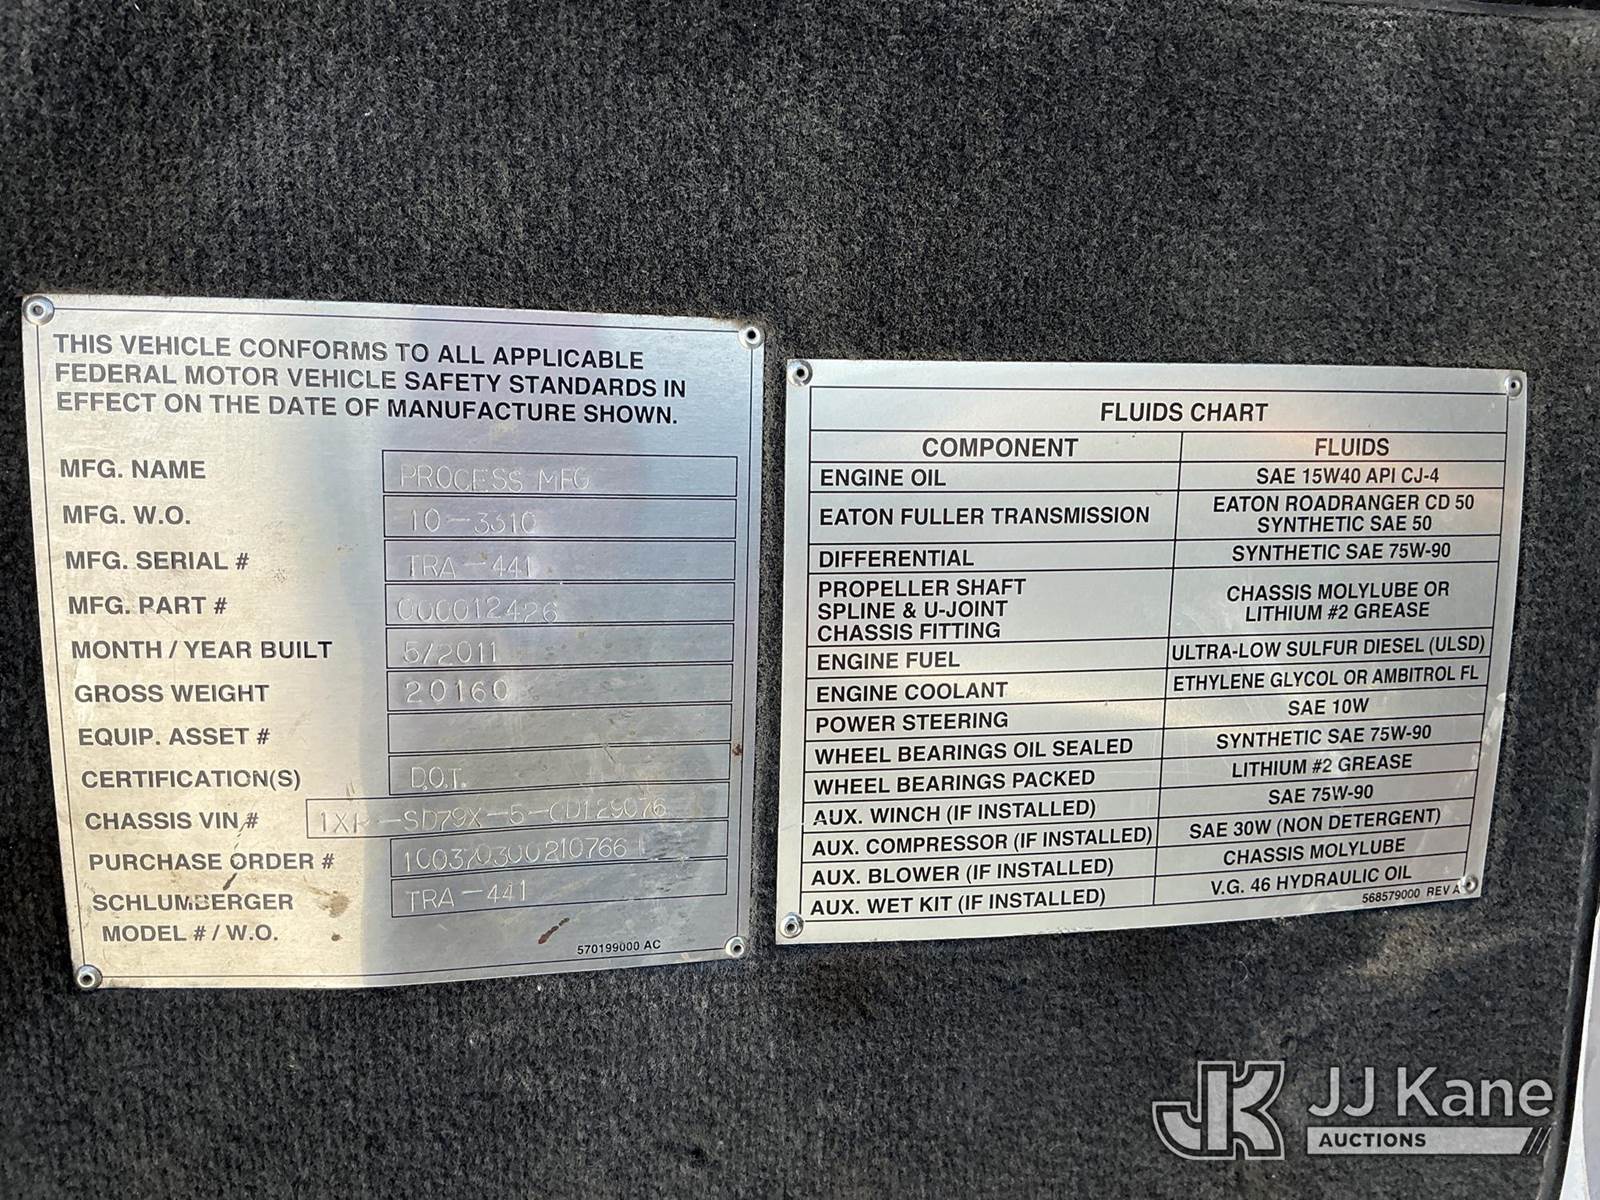 THIS VEHICLE CONFORMS TO ALL APPLICABLE
FEDERAL MOTOR VEHICLE SAFETY STANDARDS IN
EFFECT ON THE DATE OF MANUFACTURE SHOWN.
MFG. NAME PROCESS MFG
MFG. W.O. 10-3310
MFG. SERIAL # TRA-441
MFG. PART # 000012426
MONTH / YEAR BUILT 5/2011
GROSS WEIGHT 20160
EQUIP. ASSET #
CERTIFICATION(S) D.O.T.
CHASSIS VIN # 1XP-SD79X-5-CD129076
PURCHASE ORDER #
SCHLUMBERGER TRA-441
MODEL # / W.O.
570199000 AC
FLUIDS CHART
COMPONENT FLUIDS
ENGINE OIL SAE 15W40 API CJ-4
EATON FULLER TRANSMISSION EATON ROADRANGER CD 50
SYNTHETIC SAE 50
DIFFERENTIAL SYNTHETIC SAE 75W-90
PROPELLER SHAFT
SPLINE & U-JOINT
CHASSIS FITTING
CHASSIS MOLYLUBE OR
LITHIUM #2 GREASE
ENGINE FUEL ULTRA-LOW SULFUR DIESEL (ULSD)
ENGINE COOLANT ETHYLENE GLYCOL OR AMBITROL FL
POWER STEERING SAE 10W
WHEEL BEARINGS OIL SEALED SYNTHETIC SAE 75W-90
WHEEL BEARINGS PACKED LITHIUM #2 GREASE
AUX. WINCH (IF INSTALLED) SAE 75W-90
AUX. COMPRESSOR (IF INSTALLED) SAE 30W (NON DETERGENT)
AUX. BLOWER (IF INSTALLED) CHASSIS MOLYLUBE
AUX. WET KIT (IF INSTALLED) V.G. 46 HYDRAULIC OIL
568579000 REV A
JK JJ Kane
AUCTIONS